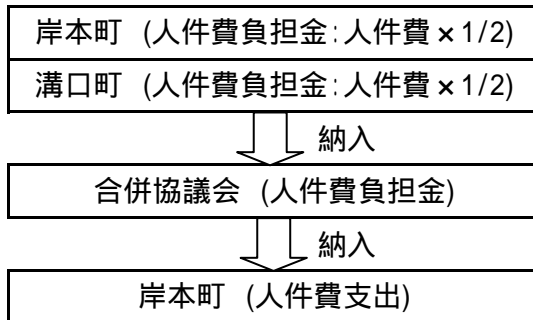 岸本町 (人件費負担金:人件費×1/2)
溝口町 (人件費負担金:人件費×1/2)
納入
合併協議会 (人件費負担金)
納入
岸本町 (人件費支出)